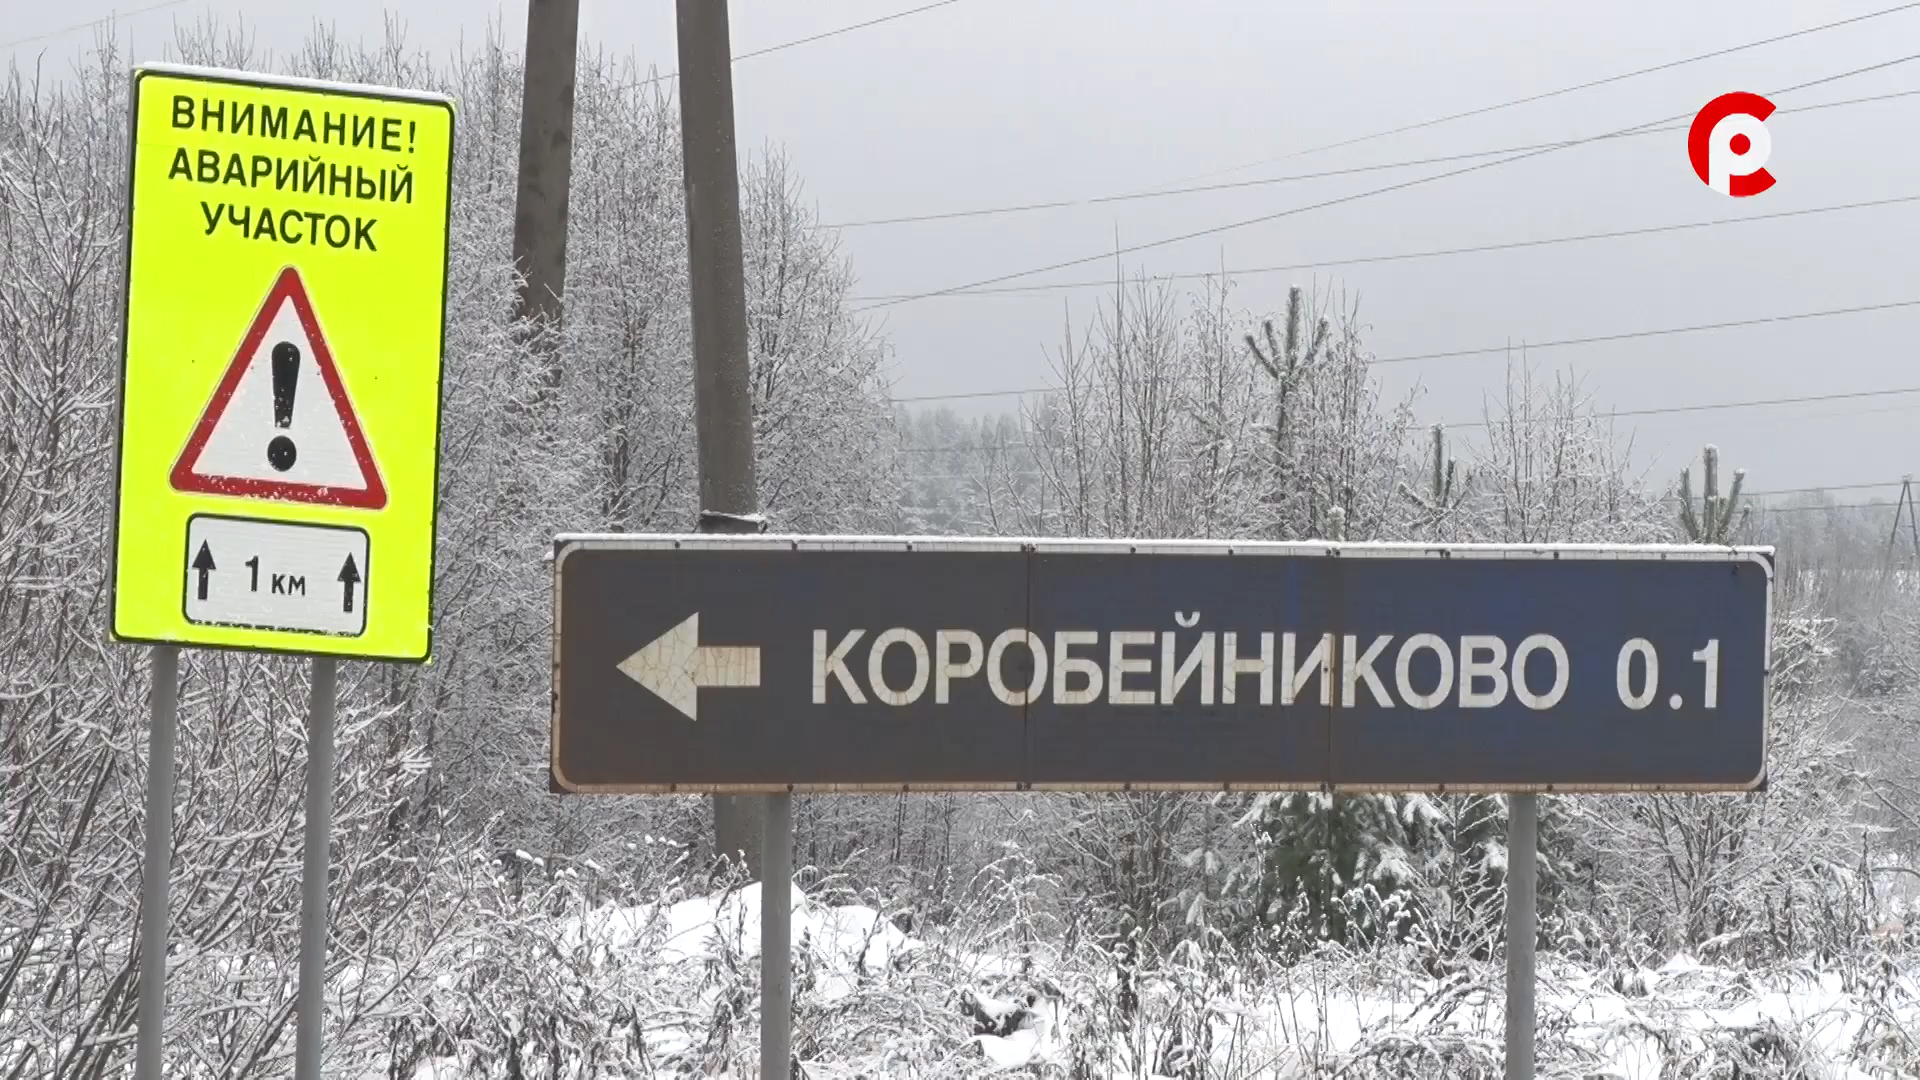 ВНИМАНИЕ!
АВАРИЙНЫЙ
УЧАСТОК
1 КМ
КОРОБЕЙНИКОВО 0.1